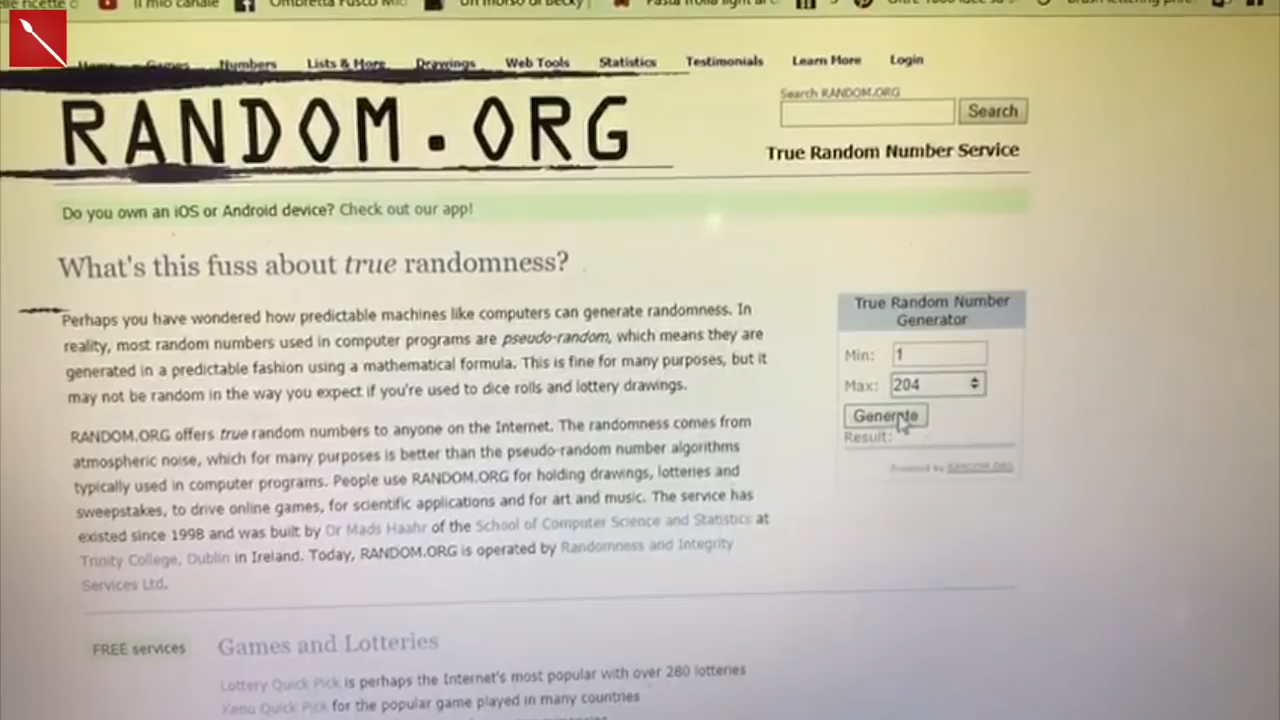 Il mio canale
Ombretta Fusco
Un morso di Becky
Home Games Numbers Lists & More Drawings Web Tools Statistics Testimonials Learn More Login
RANDOM.ORG
Search RANDOM.ORG
Search
True Random Number Service
Do you own an iOS or Android device? Check out our app!
What's this fuss about true randomness?
Perhaps you have wondered how predictable machines like computers can generate randomness. In
reality, most random numbers used in computer programs are pseudo-random, which means they are
generated in a predictable fashion using a mathematical formula. This is fine for many purposes, but it
may not be random in the way you expect if you're used to dice rolls and lottery drawings.
RANDOM.ORG offers true random numbers to anyone on the Internet. The randomness comes from
atmospheric noise, which for many purposes is better than the pseudo-random number algorithms
typically used in computer programs. People use RANDOM.ORG for holding drawings, lotteries and
sweepstakes, to drive online games, for scientific applications and for art and music. The service has
existed since 1998 and was built by Dr Mads Haahr of the School of Computer Science and Statistics at
Trinity College, Dublin in Ireland. Today, RANDOM.ORG is operated by Randomness and Integrity
Services Ltd.
True Random Number
Generator
Min: 1
Max: 204
Generate
Result:
Powered by RANDOM.ORG
FREE services
Games and Lotteries
Lottery Quick Pick is perhaps the Internet's most popular with over 280 lotteries
Keno Quick Pick for the popular game played in many countries